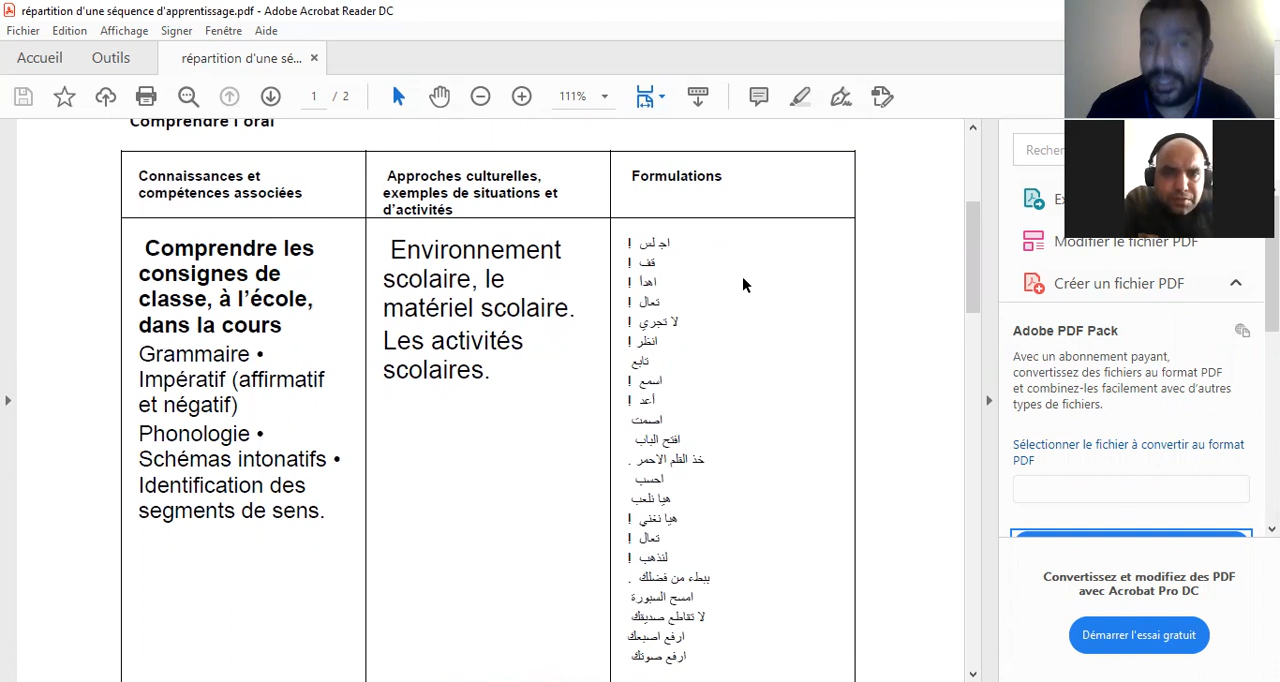 répartition d'une séquence d'apprentissage.pdf - Adobe Acrobat Reader DC
Fichier Edition Affichage Signer Fenêtre Aide
Accueil Outils répartition d'une sé... ×
1 / 2 111%
Comprendre l'oral
Connaissances et
compétences associées
Approches culturelles,
exemples de situations et
d'activités
Formulations
Comprendre les
consignes de
classe, à l'école,
dans la cours
Grammaire •
Impératif (affirmatif
et négatif)
Phonologie •
Schémas intonatifs •
Identification des
segments de sens.
Environnement
scolaire, le
matériel scolaire.
Les activités
scolaires.
اجلس !
قف !
اهدأ !
تعال !
لا تجري !
انظر !
تابع
اسمع !
أعد !
اصمت
افتح الباب
خذ القلم الاحمر .
احسب
هيا نلعب
هيا نغني !
تعال !
لنذهب !
ببطء من فضلك .
امسح السبورة
لا تقاطع صديقك
ارفع اصبعك
ارفع صوتك
Modifier le fichier PDF
Créer un fichier PDF
Adobe PDF Pack
Avec un abonnement payant,
convertissez des fichiers au format PDF
et combinez-les facilement avec d'autres
types de fichiers.
Sélectionner le fichier à convertir au format
PDF
Convertissez et modifiez des PDF
avec Acrobat Pro DC
Démarrer l'essai gratuit